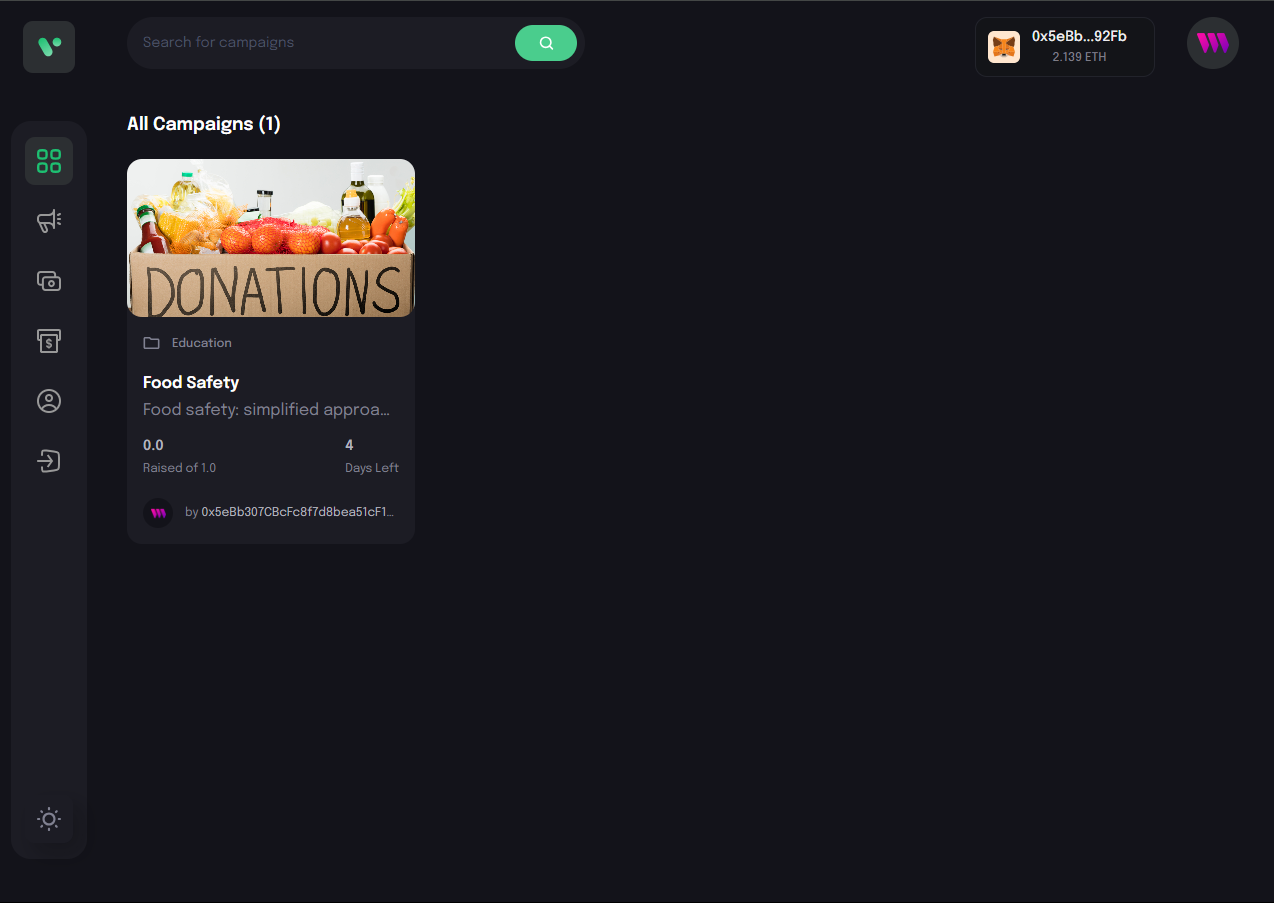 Search for campaigns
0x5eBb...92Fb
2.139 ETH
All Campaigns (1)
DONATIONS
Education
Food Safety
Food safety: simplified approa...
0.0
4
Raised of 1.0
Days Left
by 0x5eBb307CBcFc8f7d8bea51cF1...
$